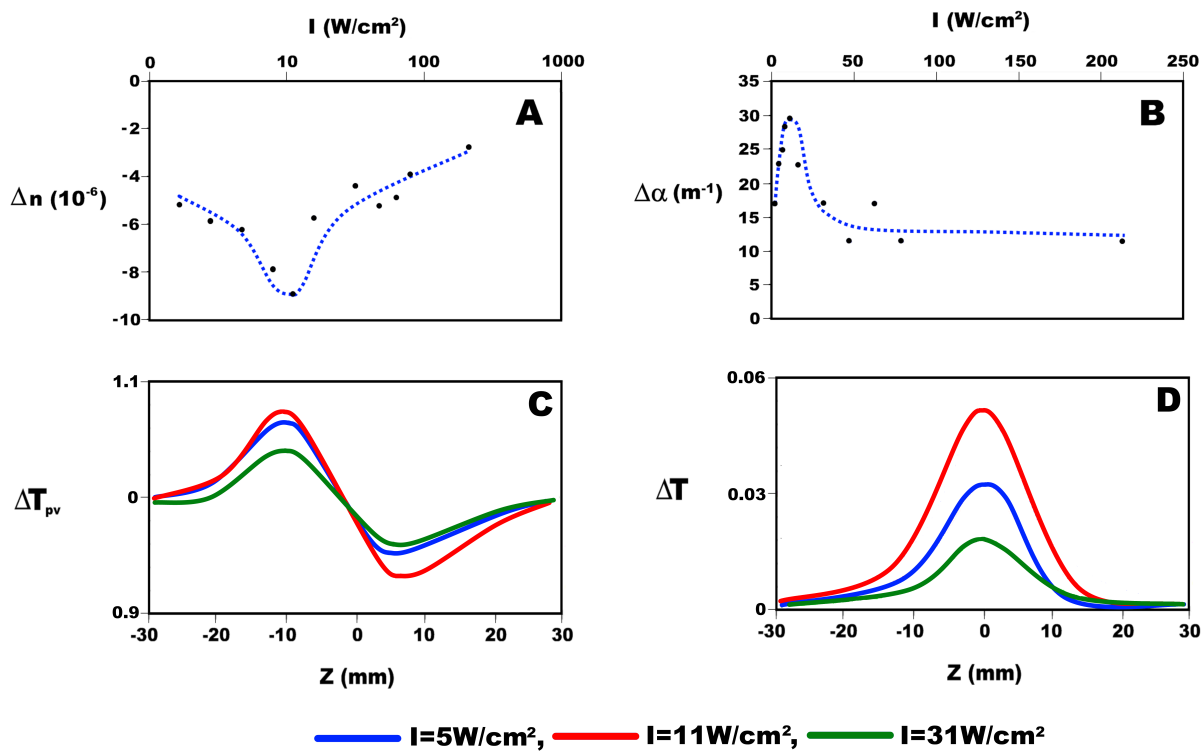 I (W/cm²)
0 10 100 1000
0
-2
-4
-6
-8
-10
Δn (10⁻⁶)
A
I (W/cm²)
0 50 100 150 200 250
35
30
25
20
15
10
5
0
Δα (m⁻¹)
B
1.1
0
0.9
ΔTpv
C
-30 -20 -10 0 10 20 30
Z (mm)
0.06
0.03
0
ΔT
D
-30 -20 -10 0 10 20 30
Z (mm)
I=5W/cm², I=11W/cm², I=31W/cm²